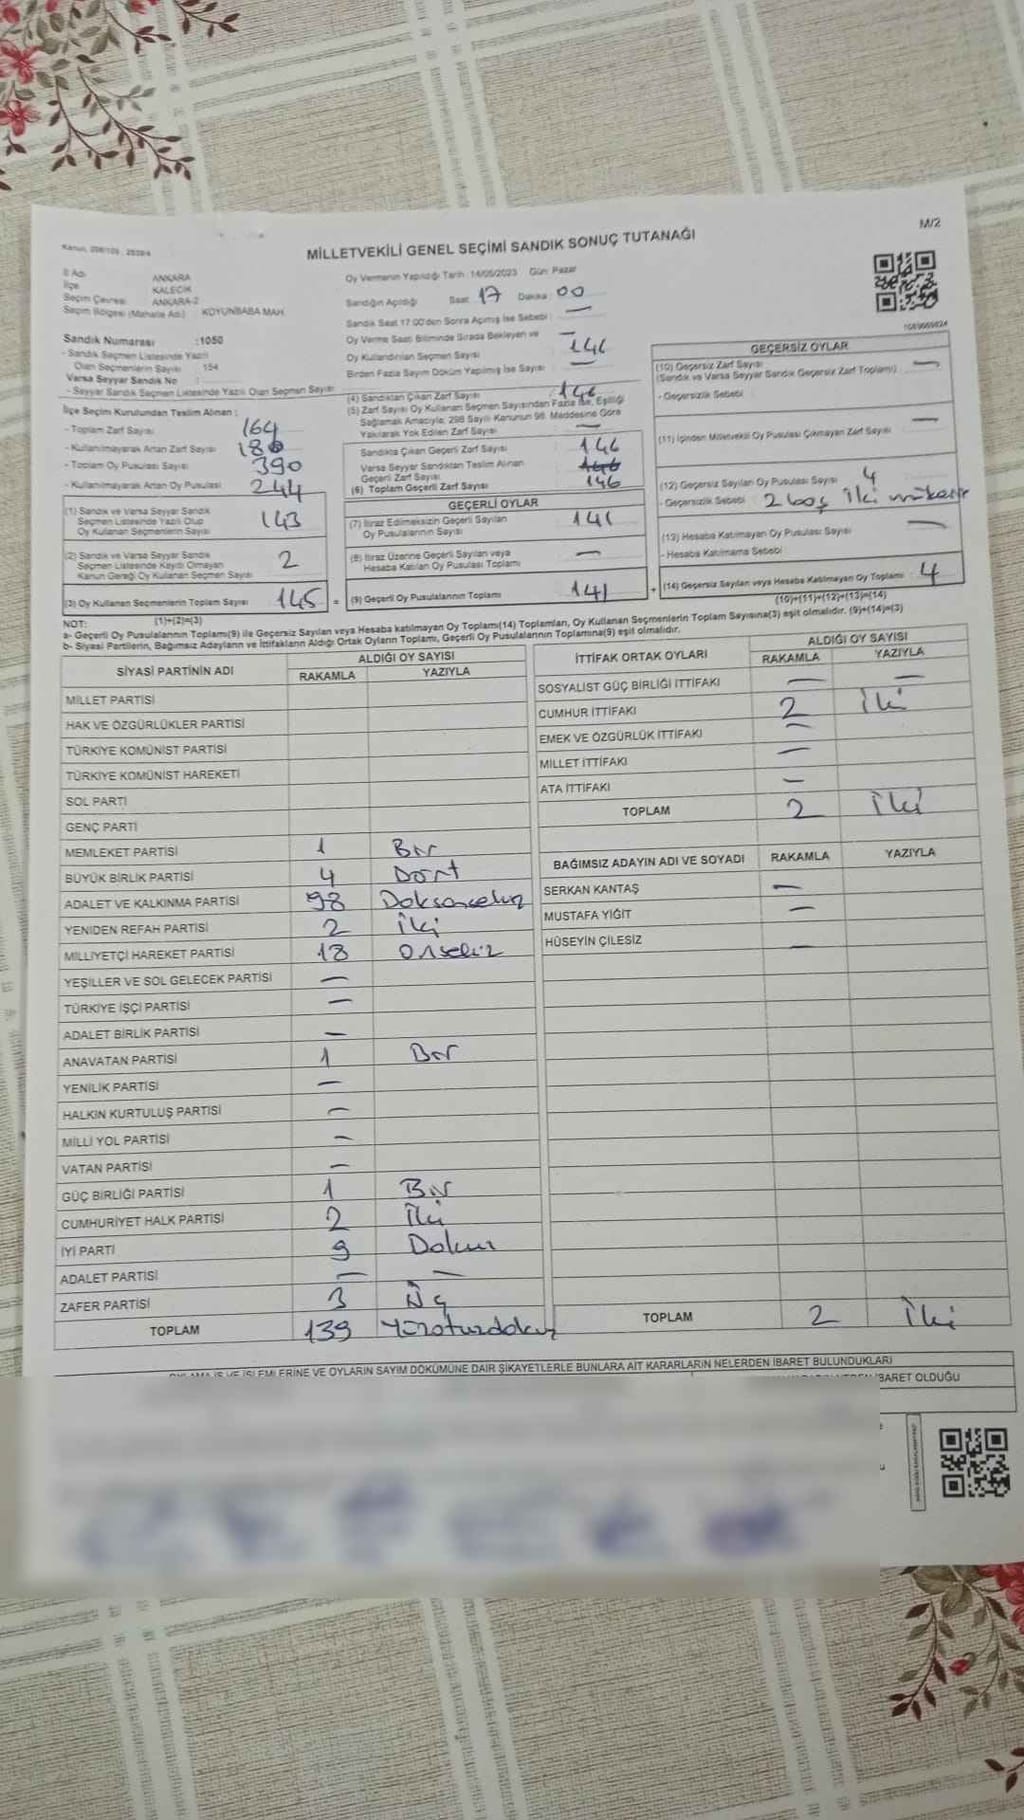 M/2
MİLLETVEKİLİ GENEL SEÇİMİ SANDIK SONUÇ TUTANAĞI
İl Adı ANKARA
İlçe KALECİK
Seçim Çevresi ANKARA-2
Seçim Bölgesi (Mahalle Adı) KOYUNBABA MAH.
Sandık Numarası :1050
- Sandık Seçmen Listesinde Yazılı
Olan Seçmenlerin Sayısı 154
Varsa Seyyar Sandık No :
- Seyyar Sandık Seçmen Listesinde Yazılı Olan Seçmen Sayısı
İlçe Seçim Kurulundan Teslim Alınan :
- Toplam Zarf Sayısı 164
- Kullanılmayarak Artan Zarf Sayısı
- Toplam Oy Pusulası Sayısı 390
- Kullanılmayarak Artan Oy Pusulası 244
(1) Sandık ve Varsa Seyyar Sandık
Seçmen Listesinde Yazılı Olup
Oy Kullanan Seçmenlerin Sayısı 143
(2) Sandık ve Varsa Seyyar Sandık
Seçmen Listesinde Kaydı Olmayan
Kanun Gereği Oy Kullanan Seçmen Sayısı 2
(3) Oy Kullanan Seçmenlerin Toplam Sayısı 145 =
(1)+(2)=(3)
Oy Vermenin Yapıldığı Tarih :14/05/2023 Gün: Pazar
Sandığın Açıldığı Saat 17 Dakika 00
Sandık Saat 17:00'den Sonra Açılmış İse Sebebi : —
Oy Verme Saati Bitiminde Sırada Bekleyen ve —
Oy Kullandırılan Seçmen Sayısı 146
Birden Fazla Sayım Döküm Yapılmış İse Sayısı : —
(4) Sandıktan Çıkan Zarf Sayısı : 146
(5) Zarf Sayısı Oy Kullanan Seçmen Sayısından Fazla İse, Eşitliği
Sağlamak Amacıyla; 298 Sayılı Kanunun 98. Maddesine Göre
Yakılarak Yok Edilen Zarf Sayısı —
Sandıkta Çıkan Geçerli Zarf Sayısı 146
Varsa Seyyar Sandıktan Teslim Alınan
Geçerli Zarf Sayısı 146
(6) Toplam Geçerli Zarf Sayısı 146
GEÇERLİ OYLAR
(7) İtiraz Edilmeksizin Geçerli Sayılan
Oy Pusulalarının Sayısı 141
(8) İtiraz Üzerine Geçerli Sayılan veya
Hesaba Katılan Oy Pusulası Toplamı —
(9) Geçerli Oy Pusulalarının Toplamı 141 +
GEÇERSİZ OYLAR
(10) Geçersiz Zarf Sayısı —
(Sandık ve Varsa Seyyar Sandık Geçersiz Zarf Toplamı)
- Geçersizlik Sebebi
(11) İçinden Milletvekili Oy Pusulası Çıkmayan Zarf Sayısı —
(12) Geçersiz Sayılan Oy Pusulası Sayısı 4
- Geçersizlik Sebebi 2 boş İki
(13) Hesaba Katılmayan Oy Pusulası Sayısı —
- Hesaba Katılmama Sebebi
(14) Geçersiz Sayılan veya Hesaba Katılmayan Oy Toplamı 4
(10)+(11)+(12)+(13)=(14)
NOT:
a- Geçerli Oy Pusulalarının Toplamı(9) ile Geçersiz Sayılan veya Hesaba Katılmayan Oy Toplamı(14) Toplamları, Oy Kullanan Seçmenlerin Toplam Sayısına(3) eşit olmalıdır. (9)+(14)=(3)
b- Siyasi Partilerin, Bağımsız Adayların ve İttifakların Aldığı Ortak Oyların Toplamı, Geçerli Oy Pusulalarının Toplamına(9) eşit olmalıdır.
SİYASİ PARTİNİN ADI ALDIĞI OY SAYISI
RAKAMLA YAZIYLA
MİLLET PARTİSİ
HAK VE ÖZGÜRLÜKLER PARTİSİ
TÜRKİYE KOMÜNİST PARTİSİ
TÜRKİYE KOMÜNİST HAREKETİ
SOL PARTİ
GENÇ PARTİ
MEMLEKET PARTİSİ 1 Bir
BÜYÜK BİRLİK PARTİSİ 4 Dört
ADALET VE KALKINMA PARTİSİ 98 Doksansekiz
YENİDEN REFAH PARTİSİ 2 İki
MİLLİYETÇİ HAREKET PARTİSİ 18 Onsekiz
YEŞİLLER VE SOL GELECEK PARTİSİ —
TÜRKİYE İŞÇİ PARTİSİ —
ADALET BİRLİK PARTİSİ —
ANAVATAN PARTİSİ 1 Bir
YENİLİK PARTİSİ —
HALKIN KURTULUŞ PARTİSİ —
MİLLİ YOL PARTİSİ —
VATAN PARTİSİ —
GÜÇ BİRLİĞİ PARTİSİ 1 Bir
CUMHURİYET HALK PARTİSİ 2 İki
İYİ PARTİ 9 Dokuz
ADALET PARTİSİ — —
ZAFER PARTİSİ 3 Üç
TOPLAM 139 Yüzotuzdokuz
İTTİFAK ORTAK OYLARI ALDIĞI OY SAYISI
RAKAMLA YAZIYLA
SOSYALİST GÜÇ BİRLİĞİ İTTİFAKI — —
CUMHUR İTTİFAKI 2 İki
EMEK VE ÖZGÜRLÜK İTTİFAKI —
MİLLET İTTİFAKI —
ATA İTTİFAKI —
TOPLAM 2 İki
BAĞIMSIZ ADAYIN ADI VE SOYADI RAKAMLA YAZIYLA
SERKAN KANTAŞ —
MUSTAFA YİĞİT —
HÜSEYİN ÇİLESİZ —
TOPLAM 2 İki
İŞLEMLERİNE VE OYLARIN SAYIM DÖKÜMÜNE DAİR ŞİKAYETLERLE BUNLARA AİT KARARLARIN NELERDEN İBARET BULUNDUKLARI
İBARET OLDUĞU